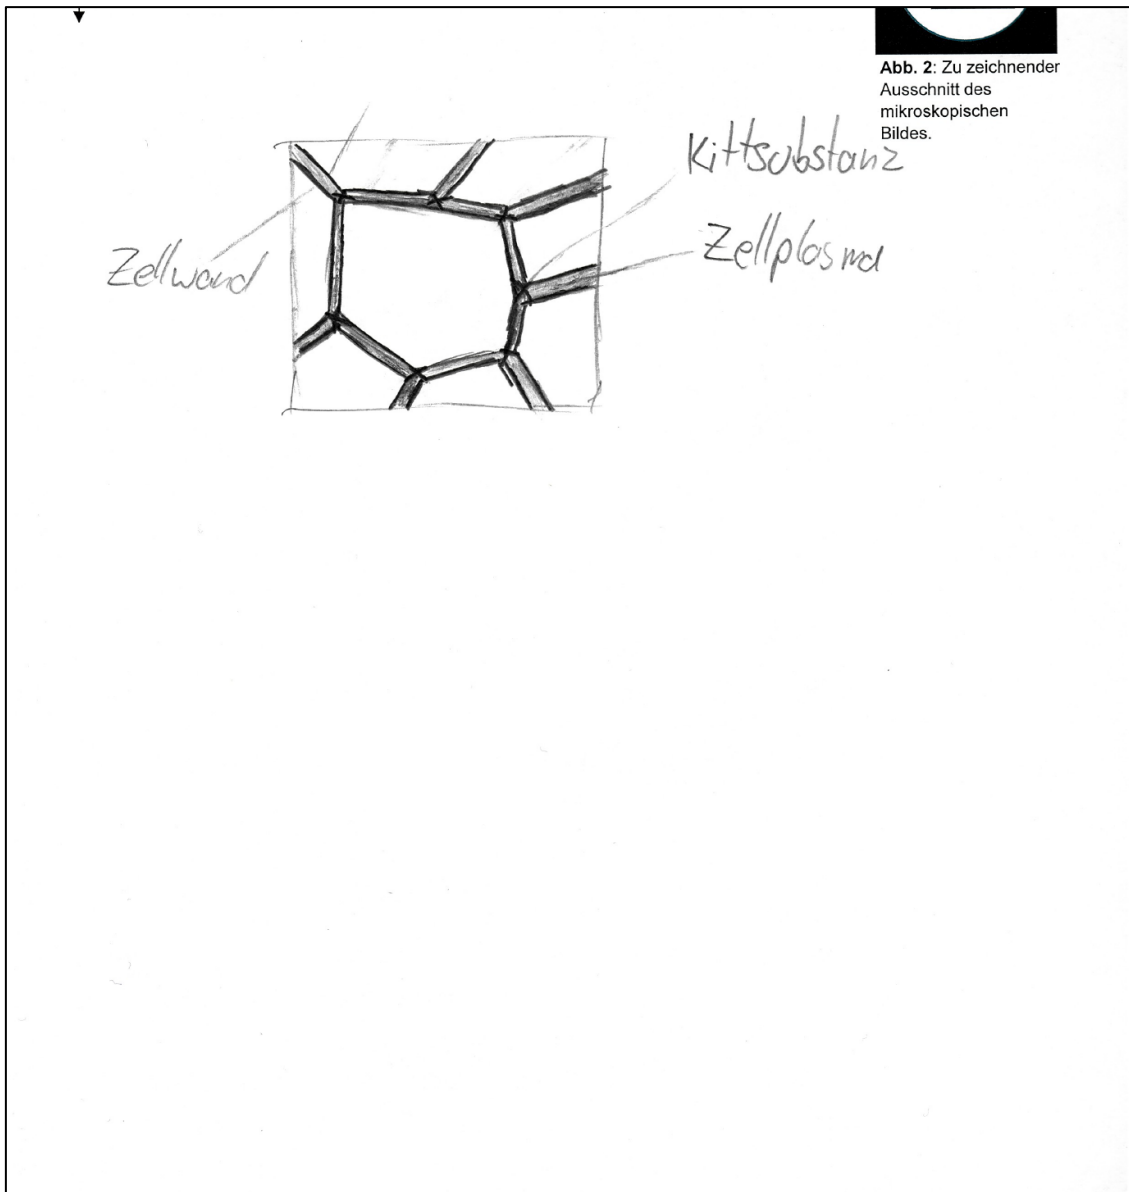 Abb. 2: Zu zeichnender
Ausschnitt des
mikroskopischen
Bildes.
Kittsubstanz
Zellplasma
Zellwand